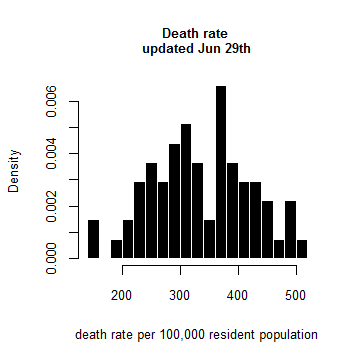 Death rate
updated Jun 29th
Density
0.006
0.004
0.002
0.000
200 300 400 500
death rate per 100,000 resident population